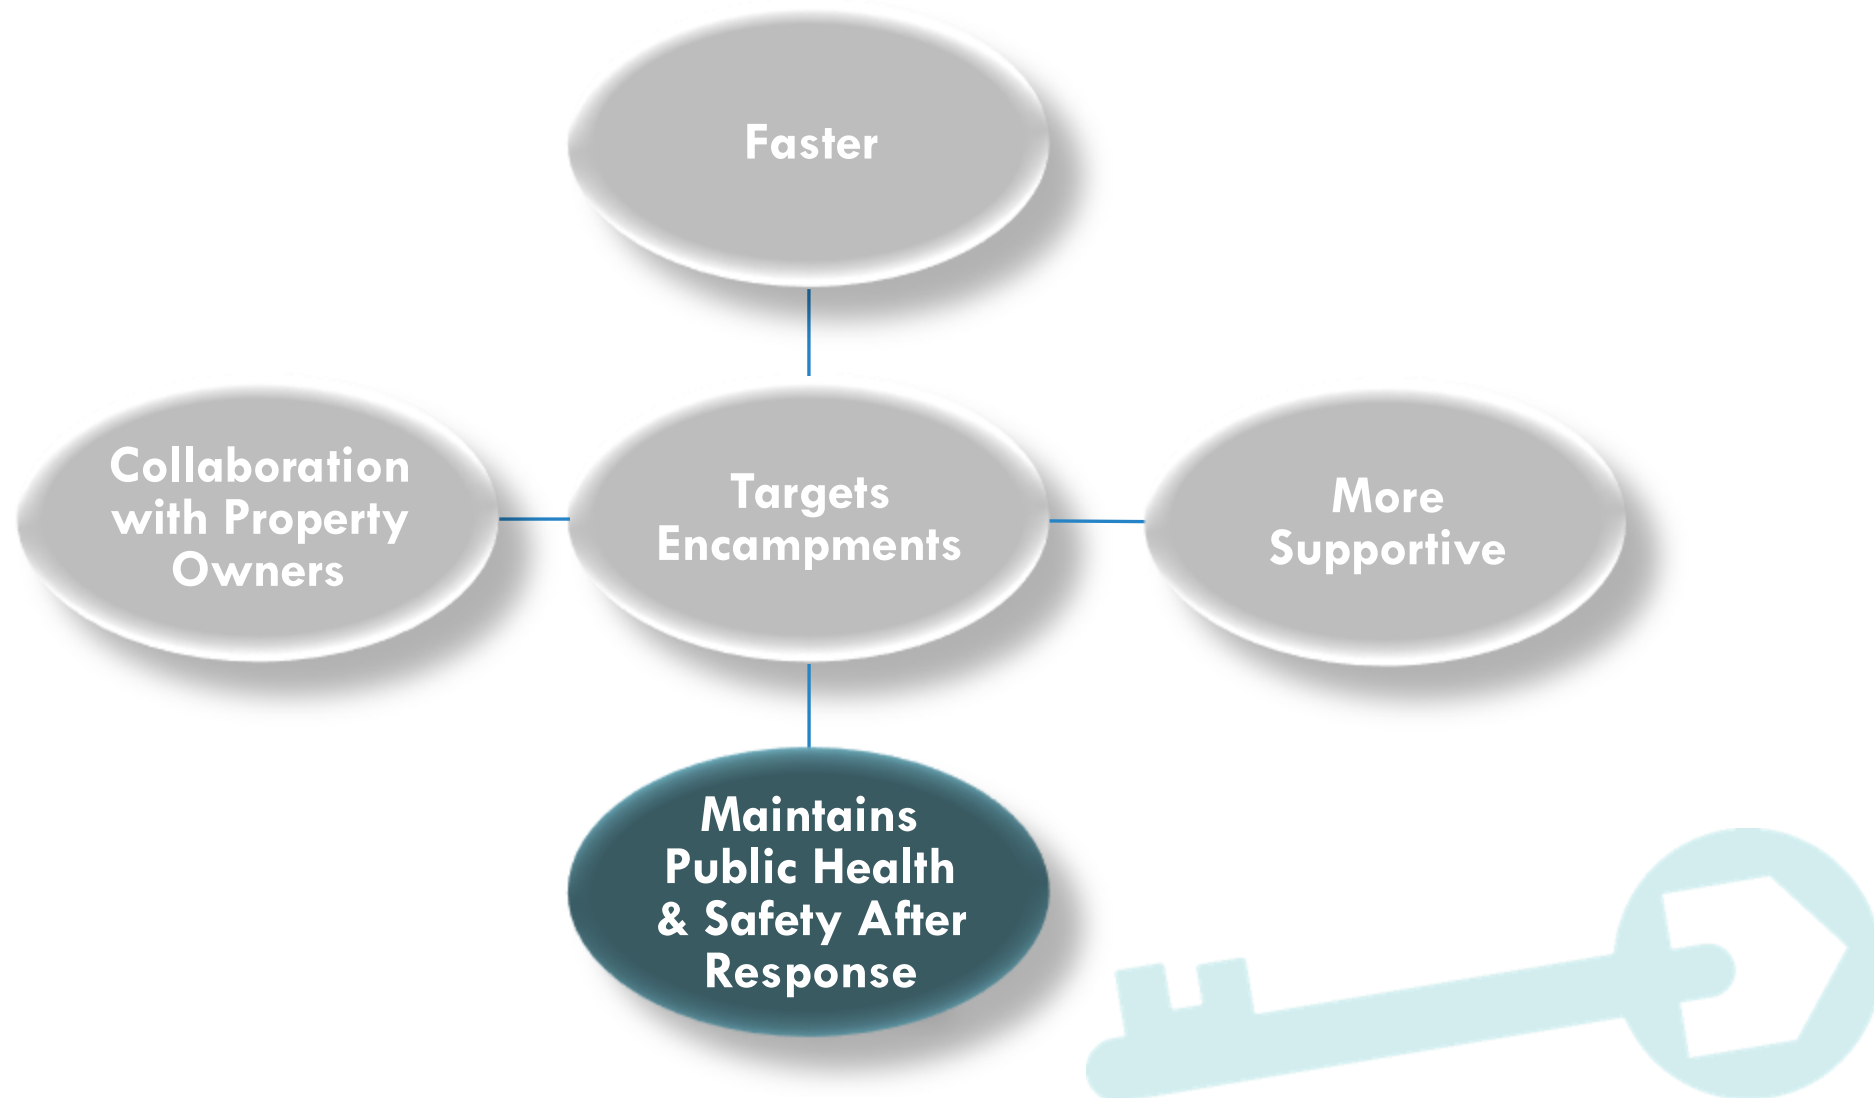 Faster
Collaboration
with Property
Owners
Targets
Encampments
More
Supportive
Maintains
Public Health
& Safety After
Response